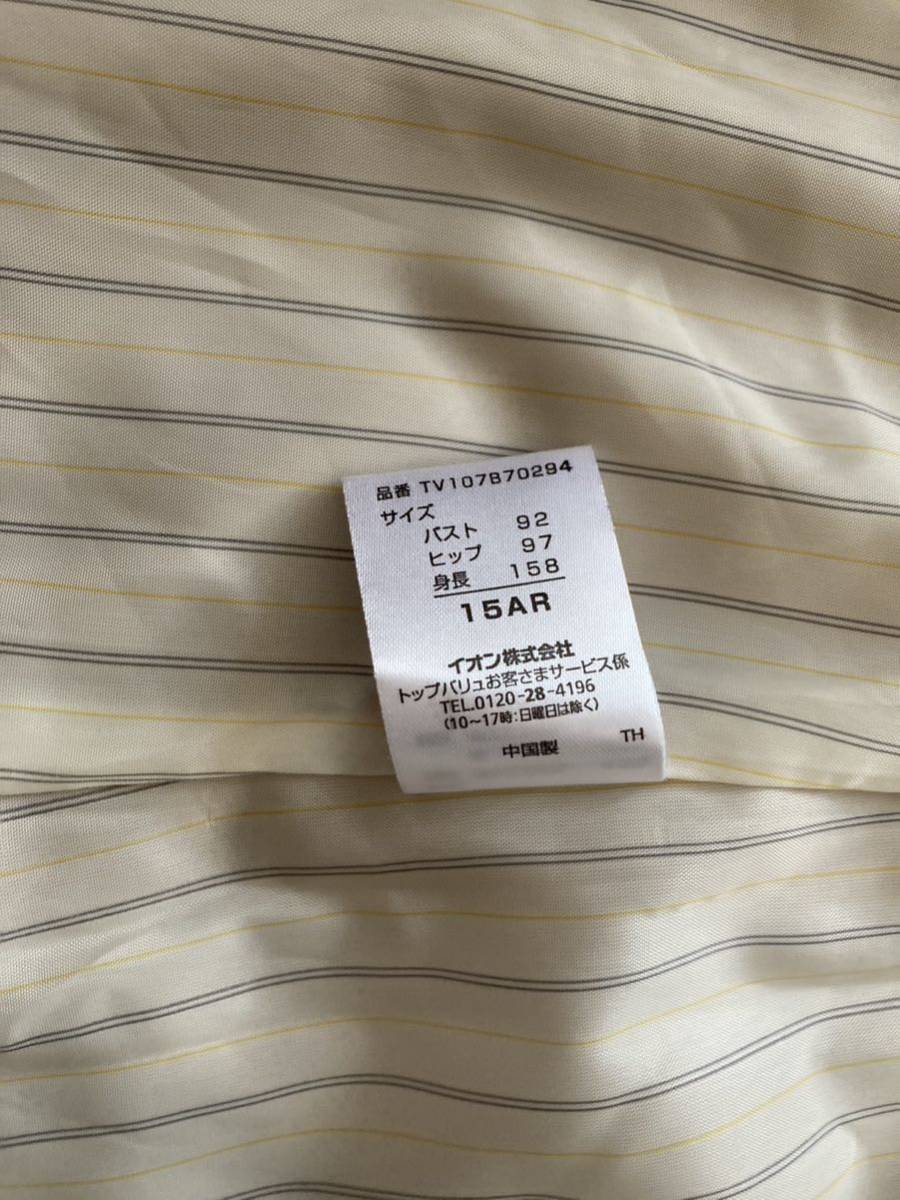 品番 TV107B70294
サイズ
バスト 92
ヒップ 97
身長 158
15AR
イオン株式会社
トップバリュお客さまサービス係
TEL.0120-28-4196
(10〜17時:日曜日は除く)
中国製 TH